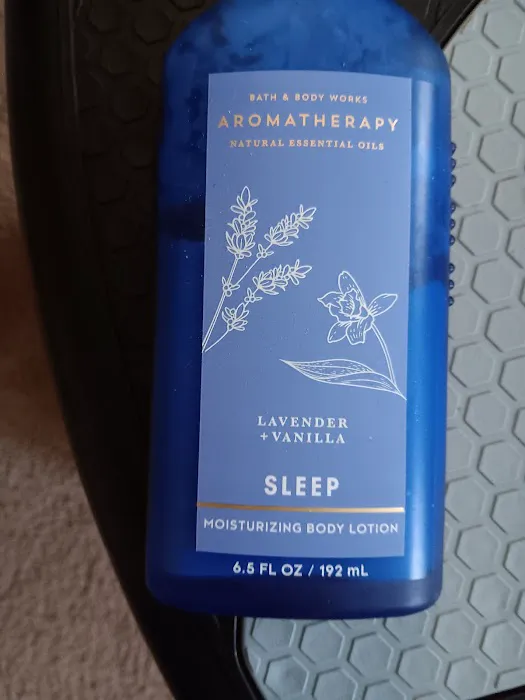 BATH & BODY WORKS
AROMATHERAPY
NATURAL ESSENTIAL OILS
LAVENDER
+VANILLA
SLEEP
MOISTURIZING BODY LOTION
6.5 FL OZ / 192 mL